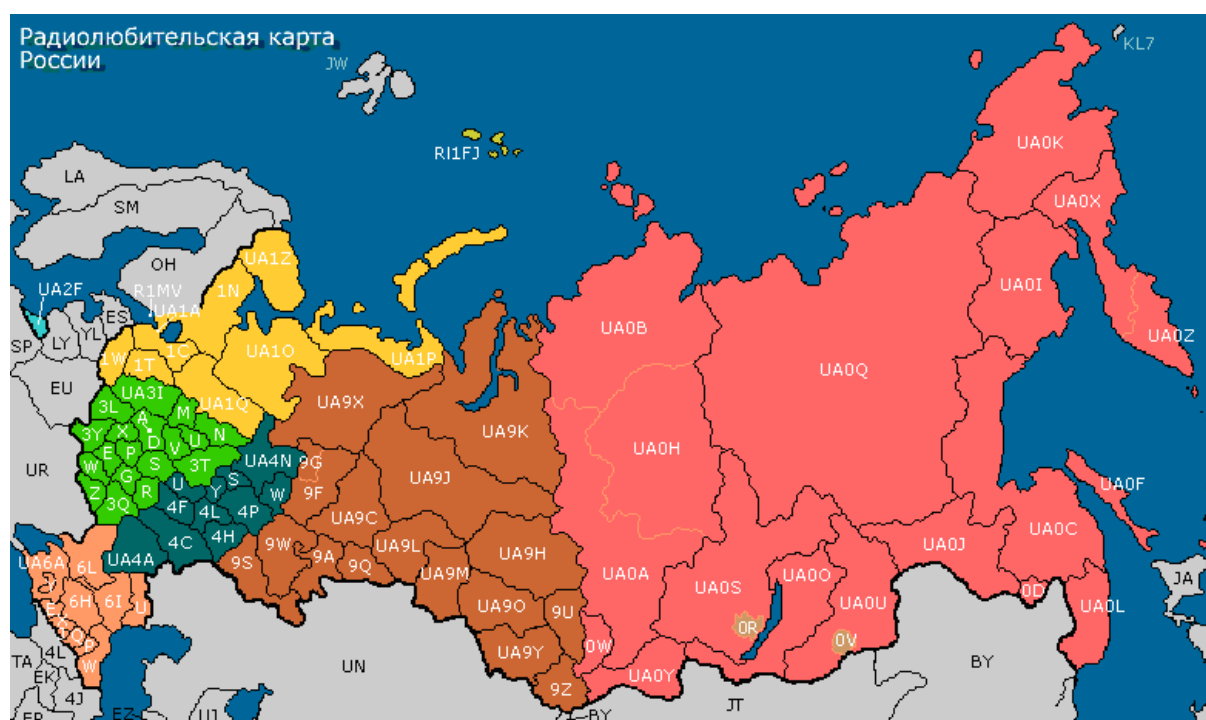 Радиолюбительская карта
России
JW
KL7
RI1FJ
UA0K
LA
UA0X
SM
UA1Z
OH
UA2F
R1MV
1N
UA0I
UA1A
ES
UA0B
YL
LY
SP
1C
UA1O
UA0Z
1W
1T
UA1P
UA0Q
EU
UA3I
UA9X
3L
UA1Q
M
A
UA9K
3Y
X
D
U
N
UA0H
E
P
V
W
S
3T
UA4N
9G
UR
G
UA9J
U
S
Z
R
Y
W
9F
UA0F
3Q
4F
4L
4P
UA9C
UA0C
4H
9W
UA0J
UA4A
4C
9A
UA9L
UA9H
UA6A
6L
9S
9Q
UA9M
UA0A
UA0S
UA0O
JA
0D
6H
6I
U
UA9O
9U
UA0U
UA0L
E
X
0R
0V
Q
P
0W
UA9Y
4L
W
UN
UA0Y
BY
TA
EK
4J
9Z
JT
EZ
UJ
BY